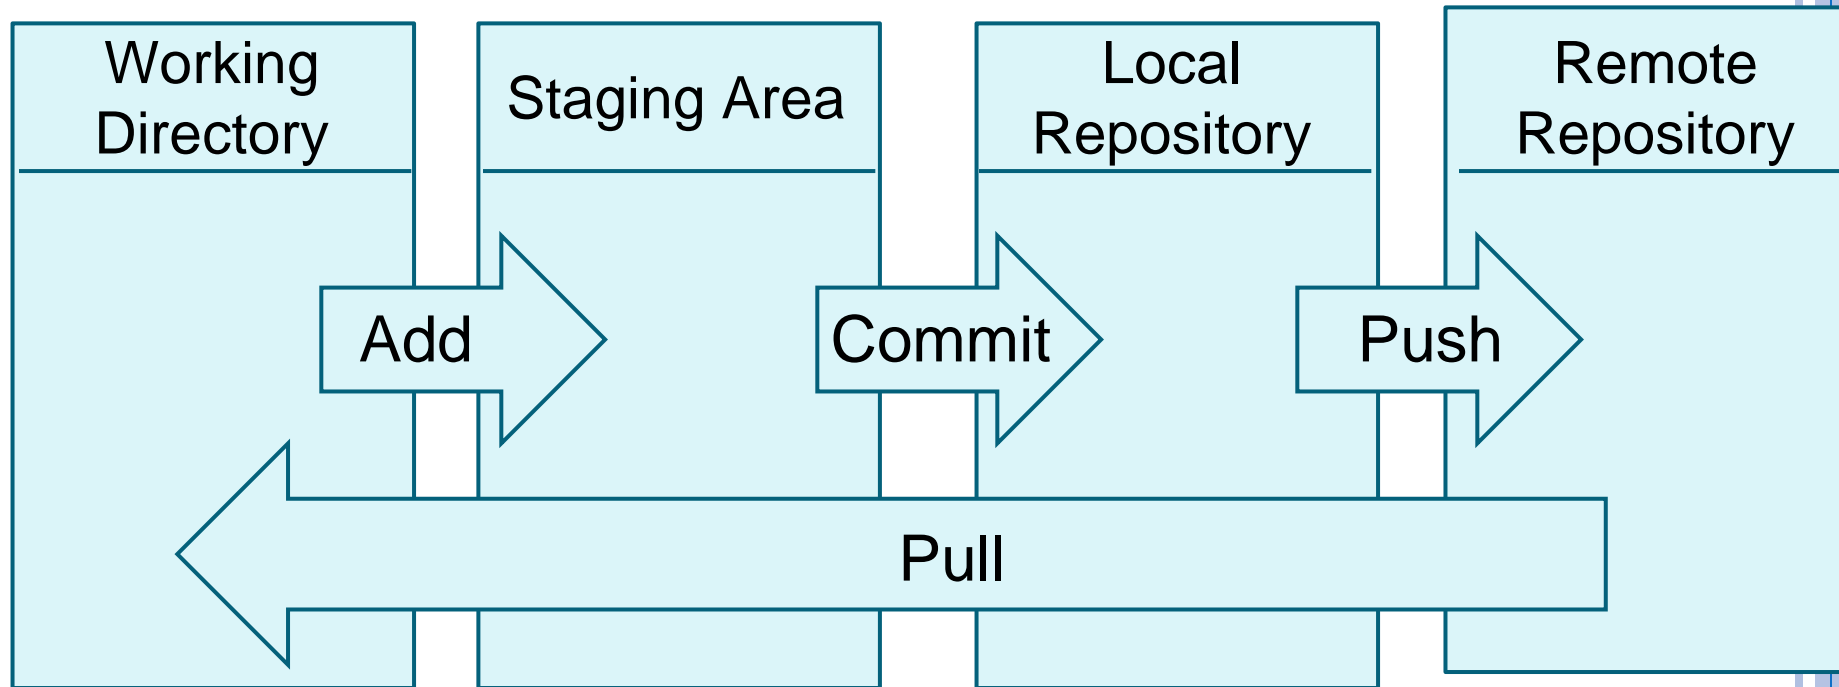 Working
Directory
Staging Area
Local
Repository
Remote
Repository
Add
Commit
Push
Pull